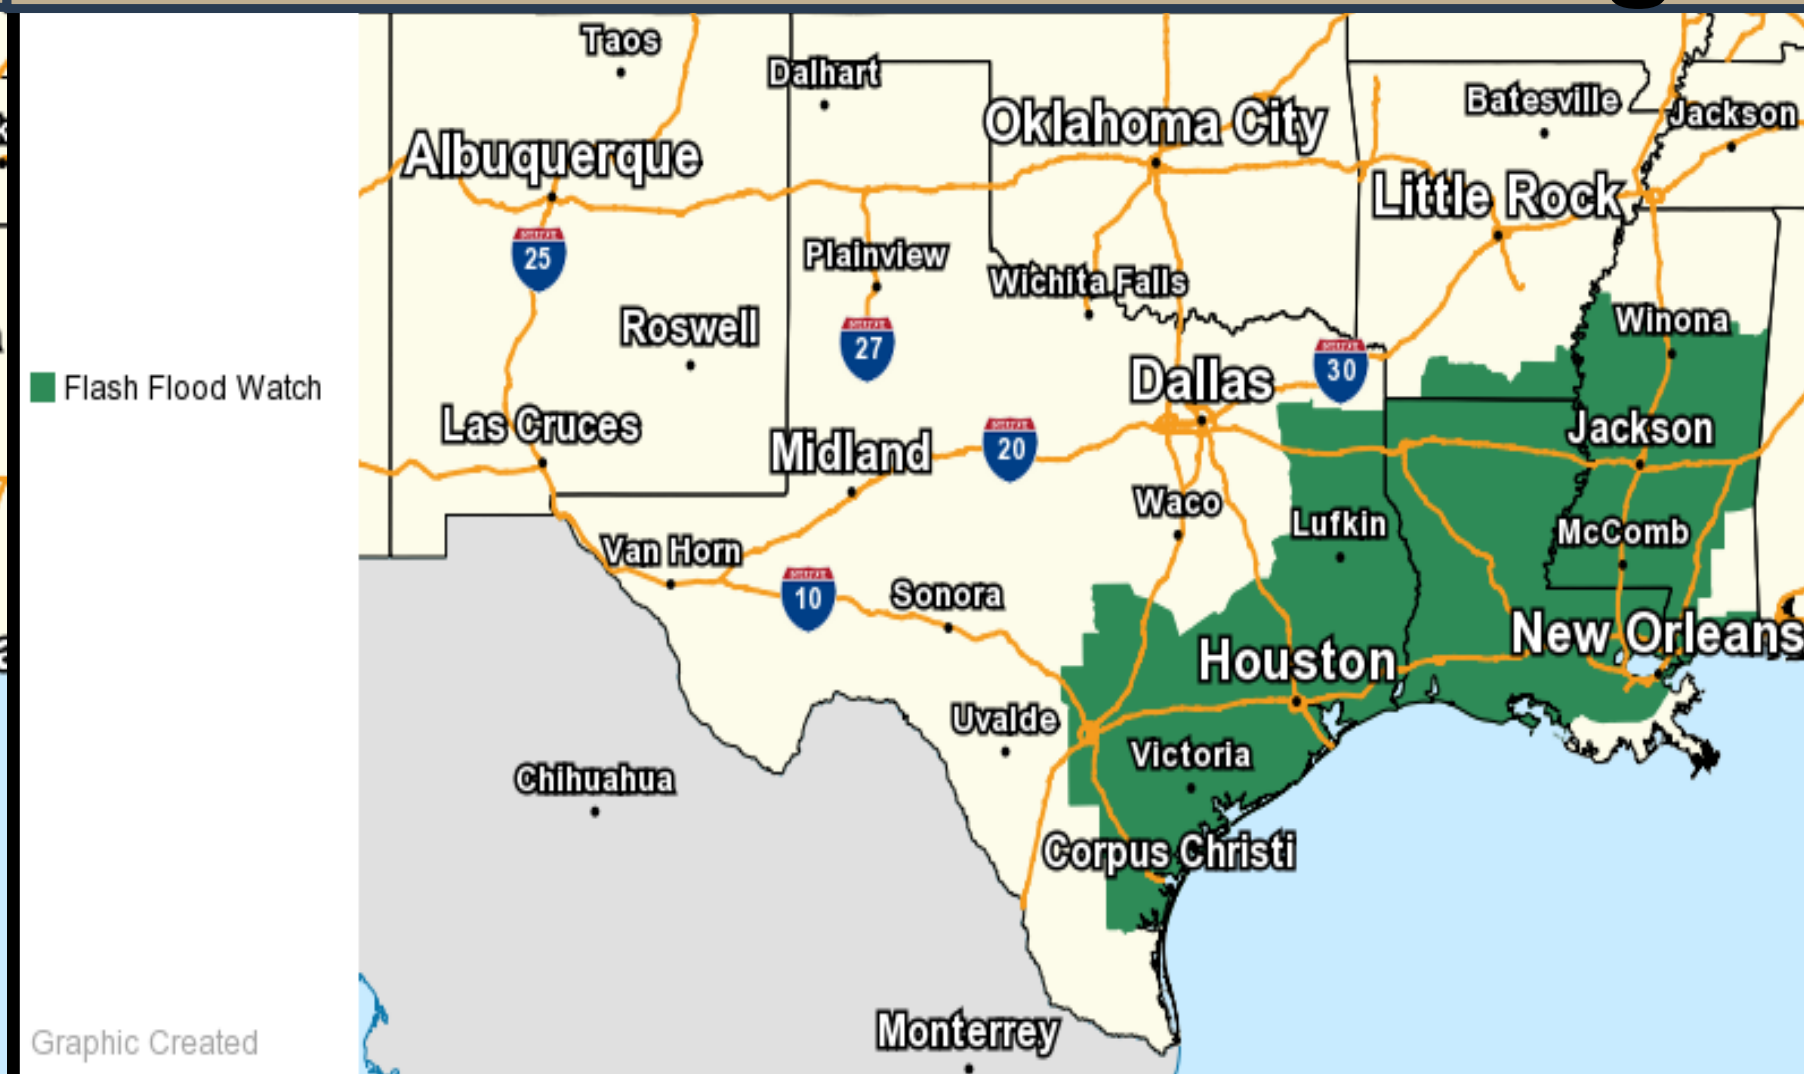 Taos
Dalhart
Oklahoma City
Batesville
Jackson
Albuquerque
Little Rock
25
Plainview
Wichita Falls
Roswell
27
Winona
30
Dallas
Flash Flood Watch
Las Cruces
Midland
20
Jackson
Waco
Lufkin
McComb
Van Horn
10
Sonora
New Orleans
Houston
Uvalde
Victoria
Chihuahua
Corpus Christi
Monterrey
Graphic Created